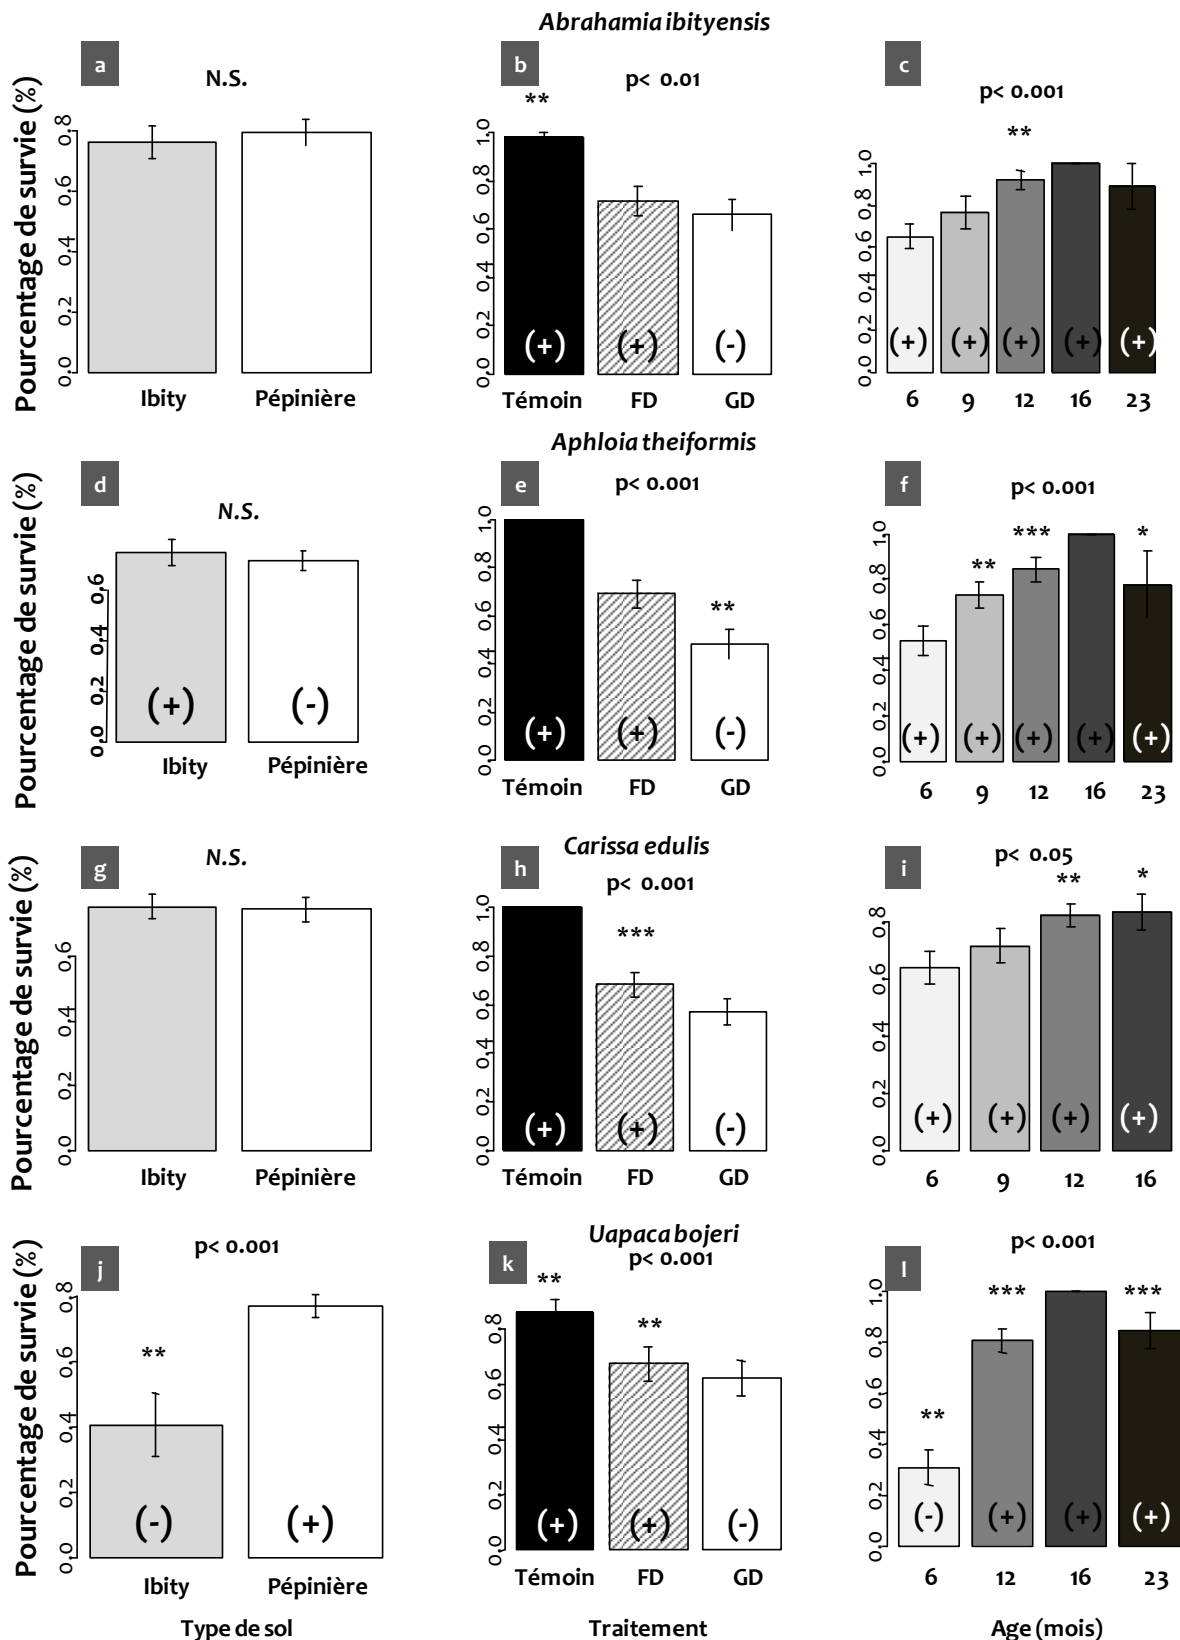 Abrahamia ibityensis
Pourcentage de survie (%)
a
N.S.
0.0 0.2 0.4 0.6 0.8
Ibity Pépinière
b
p< 0.01
**
0.0 0.2 0.4 0.6 0.8 1.0
(+) (+) (-)
Témoin FD GD
c
p< 0.001
**
0.0 0.2 0.4 0.6 0.8 1.0
(+) (+) (+) (+) (+)
6 9 12 16 23
Aphloia theiformis
Pourcentage de survie (%)
d
N.S.
0.0 0.2 0.4 0.6
(+) (-)
Ibity Pépinière
e
p< 0.001
**
0.0 0.2 0.4 0.6 0.8 1.0
(+) (+) (-)
Témoin FD GD
f
p< 0.001
** *** *
0.0 0.2 0.4 0.6 0.8 1.0
(+) (+) (+) (+) (+)
6 9 12 16 23
Carissa edulis
Pourcentage de survie (%)
g
N.S.
0.0 0.2 0.4 0.6
Ibity Pépinière
h
p< 0.001
***
0.0 0.2 0.4 0.6 0.8 1.0
(+) (+) (-)
Témoin FD GD
i
p< 0.05
** *
0.0 0.2 0.4 0.6 0.8
(+) (+) (+) (+)
6 9 12 16
Uapaca bojeri
Pourcentage de survie (%)
j
p< 0.001
**
0.0 0.2 0.4 0.6 0.8
(-) (+)
Ibity Pépinière
Type de sol
k
p< 0.001
** **
0.0 0.2 0.4 0.6 0.8
(+) (+) (-)
Témoin FD GD
Traitement
l
p< 0.001
** *** ***
0.0 0.2 0.4 0.6 0.8 1.0
(-) (+) (+) (+)
6 12 16 23
Age (mois)